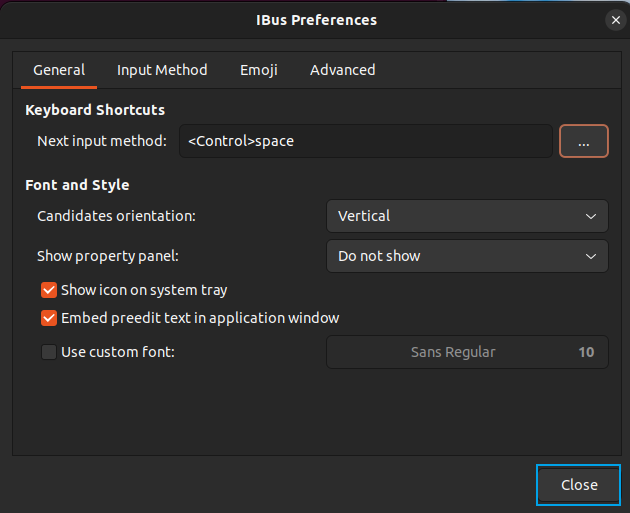 IBus Preferences
General Input Method Emoji Advanced
Keyboard Shortcuts
Next input method: <Control>space ...
Font and Style
Candidates orientation: Vertical
Show property panel: Do not show
Show icon on system tray
Embed preedit text in application window
Use custom font: Sans Regular 10
Close